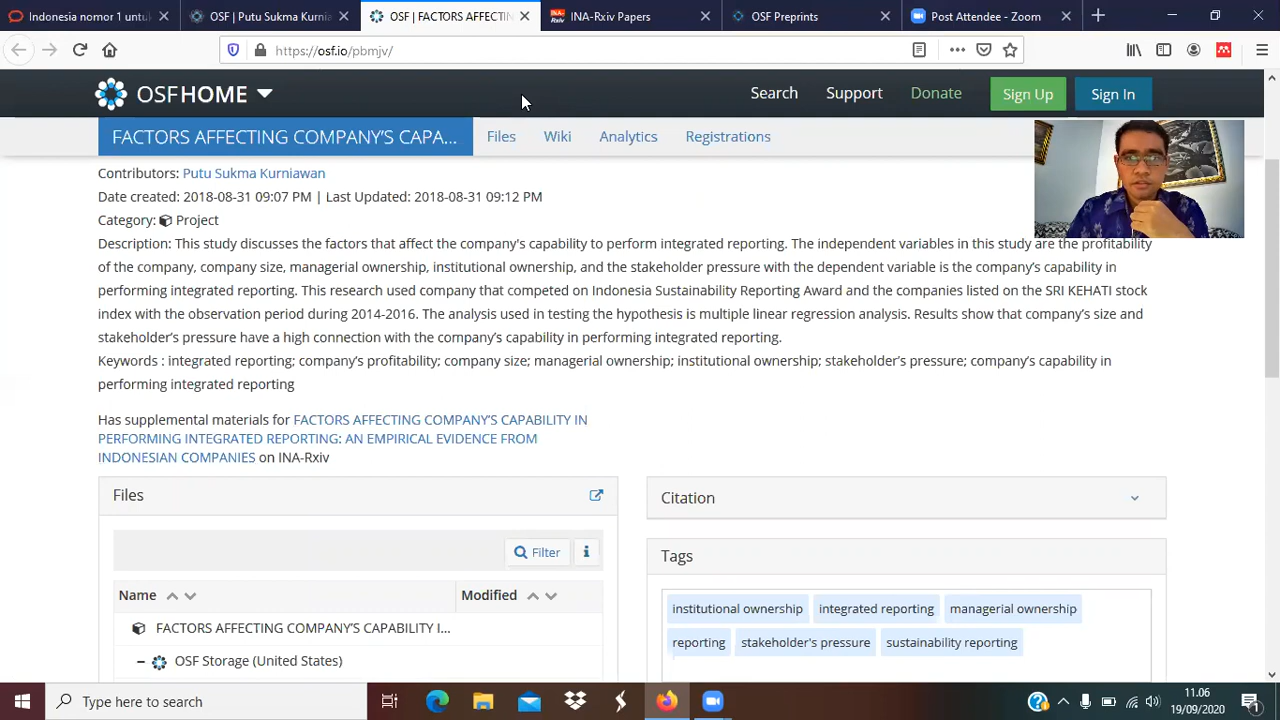 Indonesia nomor 1 untu
OSF | Putu Sukma Kurnia
OSF | FACTORS AFFECTIN
INA-Rxiv Papers
OSF Preprints
Post Attendee - Zoom
https://osf.io/pbmjv/
OSFHOME
Search
Support
Donate
Sign Up
Sign In
FACTORS AFFECTING COMPANY'S CAPA...
Files
Wiki
Analytics
Registrations
Contributors: Putu Sukma Kurniawan
Date created: 2018-08-31 09:07 PM | Last Updated: 2018-08-31 09:12 PM
Category: Project
Description: This study discusses the factors that affect the company's capability to perform integrated reporting. The independent variables in this study are the profitability
of the company, company size, managerial ownership, institutional ownership, and the stakeholder pressure with the dependent variable is the company's capability in
performing integrated reporting. This research used company that competed on Indonesia Sustainability Reporting Award and the companies listed on the SRI KEHATI stock
index with the observation period during 2014-2016. The analysis used in testing the hypothesis is multiple linear regression analysis. Results show that company's size and
stakeholder's pressure have a high connection with the company's capability in performing integrated reporting.
Keywords : integrated reporting; company's profitability; company size; managerial ownership; institutional ownership; stakeholder's pressure; company's capability in
performing integrated reporting
Has supplemental materials for FACTORS AFFECTING COMPANY'S CAPABILITY IN
PERFORMING INTEGRATED REPORTING: AN EMPIRICAL EVIDENCE FROM
INDONESIAN COMPANIES on INA-Rxiv
Files
Filter
Name
Modified
FACTORS AFFECTING COMPANY'S CAPABILITY I...
OSF Storage (United States)
Citation
Tags
institutional ownership
integrated reporting
managerial ownership
reporting
stakeholder's pressure
sustainability reporting
Type here to search
11.06
19/09/2020